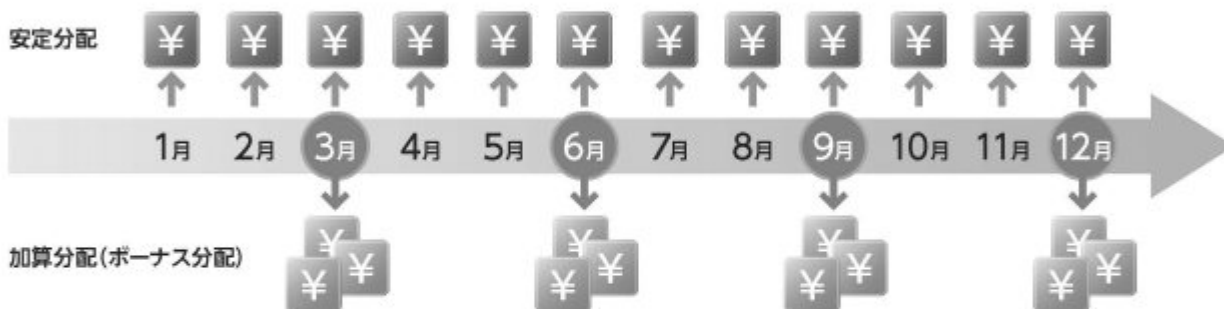 安定分配
¥ ¥ ¥ ¥ ¥ ¥ ¥ ¥ ¥ ¥ ¥ ¥
1月 2月 3月 4月 5月 6月 7月 8月 9月 10月 11月 12月
加算分配(ボーナス分配)
¥ ¥ ¥ ¥ ¥ ¥ ¥ ¥ ¥ ¥ ¥ ¥